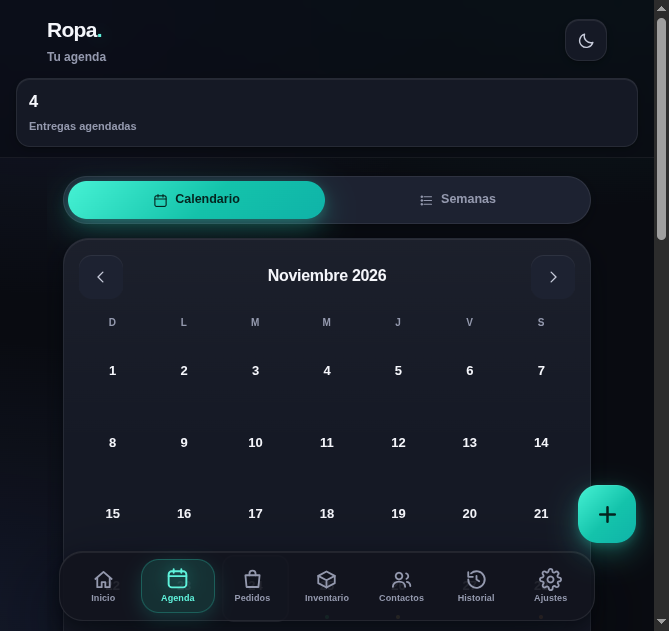 Ropa.
Tu agenda
4
Entregas agendadas
Calendario Semanas
Noviembre 2026
D L M M J V S
1 2 3 4 5 6 7
8 9 10 11 12 13 14
15 16 17 18 19 20 21
Inicio Agenda Pedidos Inventario Contactos Historial Ajustes